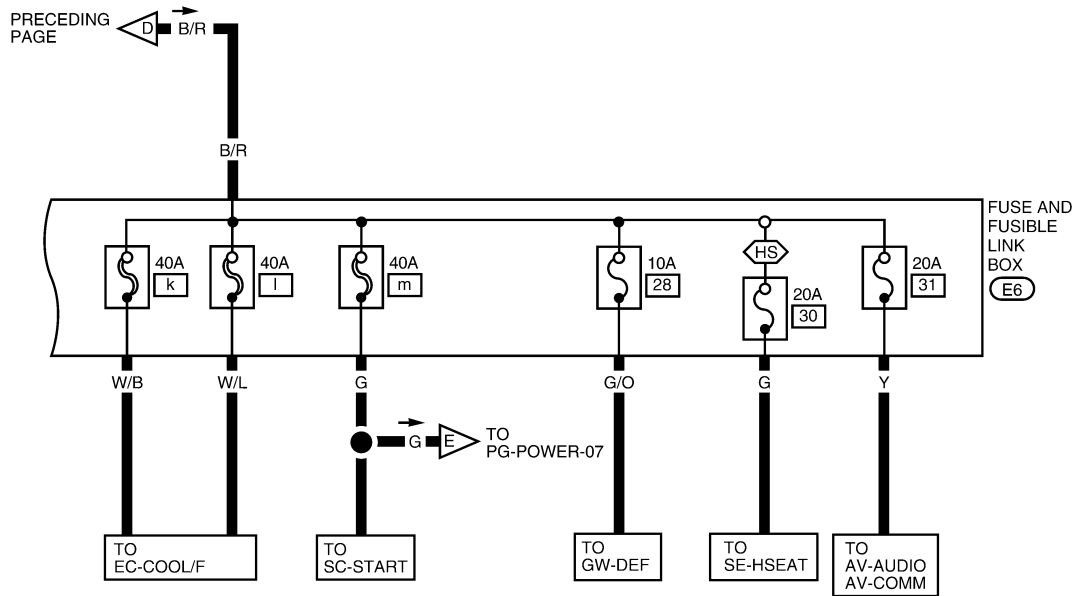 PRECEDING
PAGE
D
B/R
B/R
FUSE AND
FUSIBLE
LINK
BOX
E6
40A
k
40A
l
40A
m
10A
28
HS
20A
30
20A
31
W/B
W/L
G
G/O
G
Y
G
E
TO
PG-POWER-07
TO
EC-COOL/F
TO
SC-START
TO
GW-DEF
TO
SE-HSEAT
TO
AV-AUDIO
AV-COMM